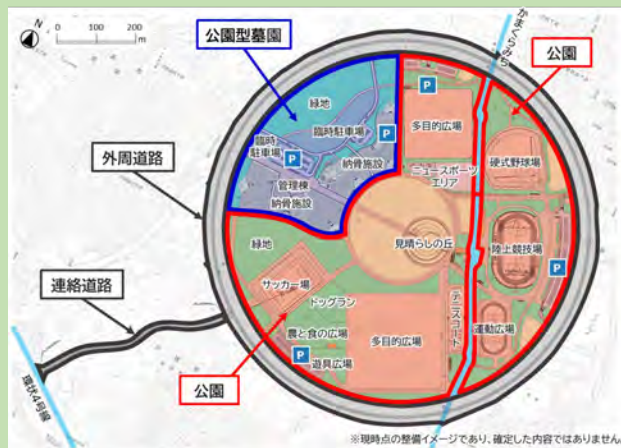 0 100 200
m
公園型墓園
かまくらみち
公園
緑地
P
多目的広場
臨時駐車場
P
臨時
駐車場
P
硬式野球場
納骨施設
外周道路
ニュースポーツ
エリア
管理棟
納骨施設
緑地
見晴らしの丘
陸上競技場
P
サッカー場
連絡道路
ドッグラン
テニスコート
農と食の広場
多目的広場
運動広場
P
遊具広場
公園
環状4号線
※現時点の整備イメージであり、確定した内容ではありません。